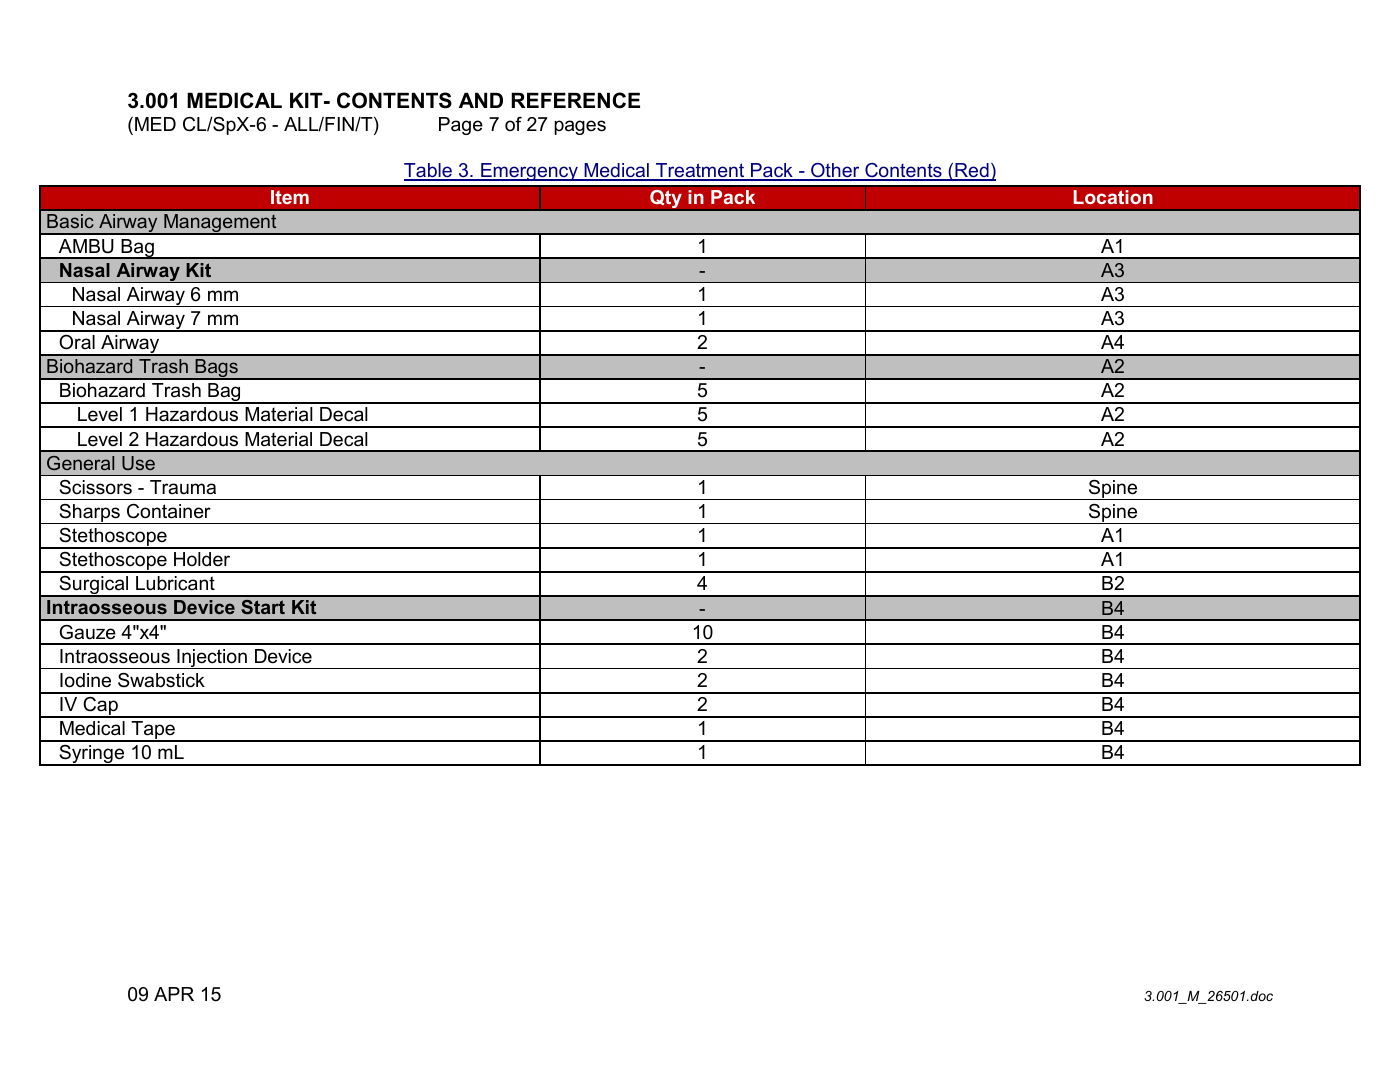 3.001 MEDICAL KIT- CONTENTS AND REFERENCE
(MED CL/SpX-6 - ALL/FIN/T) Page 7 of 27 pages
Table 3. Emergency Medical Treatment Pack - Other Contents (Red)
Item Qty in Pack Location
Basic Airway Management
AMBU Bag 1 A1
Nasal Airway Kit - A3
Nasal Airway 6 mm 1 A3
Nasal Airway 7 mm 1 A3
Oral Airway 2 A4
Biohazard Trash Bags - A2
Biohazard Trash Bag 5 A2
Level 1 Hazardous Material Decal 5 A2
Level 2 Hazardous Material Decal 5 A2
General Use
Scissors - Trauma 1 Spine
Sharps Container 1 Spine
Stethoscope 1 A1
Stethoscope Holder 1 A1
Surgical Lubricant 4 B2
Intraosseous Device Start Kit - B4
Gauze 4"x4" 10 B4
Intraosseous Injection Device 2 B4
Iodine Swabstick 2 B4
IV Cap 2 B4
Medical Tape 1 B4
Syringe 10 mL 1 B4
09 APR 15 3.001_M_26501.doc